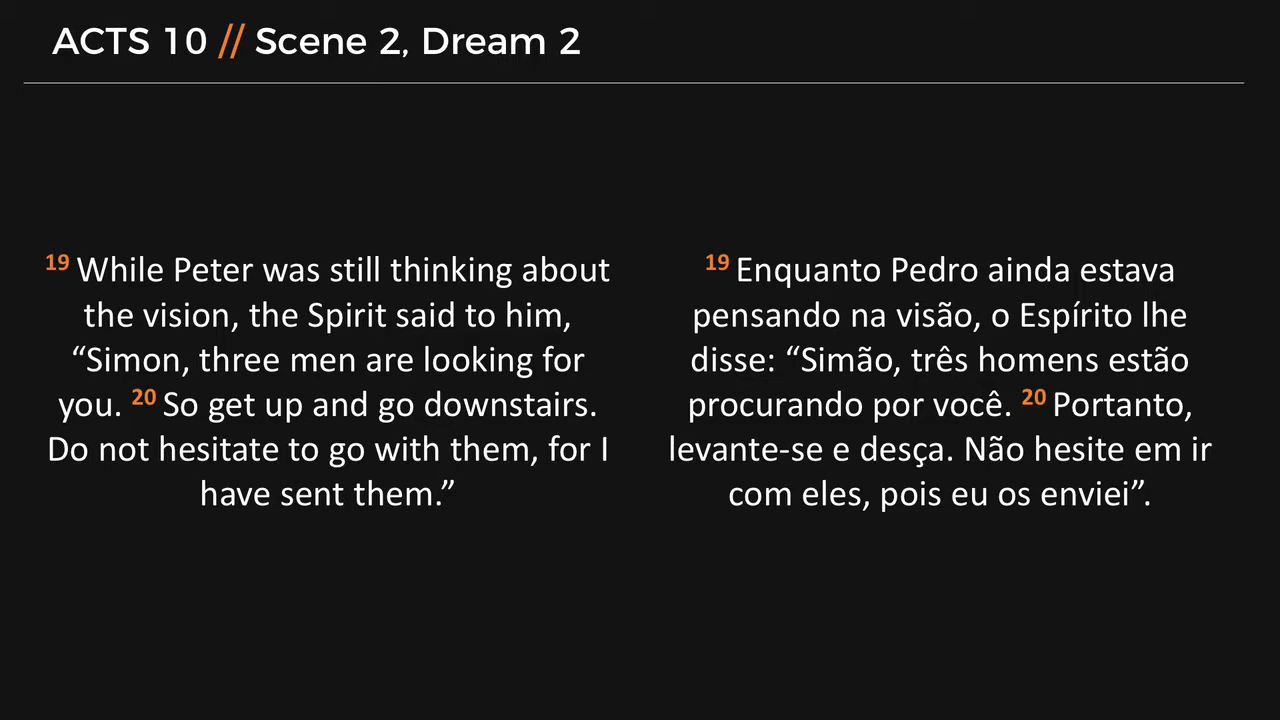 ACTS 10 // Scene 2, Dream 2
19 While Peter was still thinking about
the vision, the Spirit said to him,
“Simon, three men are looking for
you. 20 So get up and go downstairs.
Do not hesitate to go with them, for I
have sent them.”
19 Enquanto Pedro ainda estava
pensando na visão, o Espírito lhe
disse: “Simão, três homens estão
procurando por você. 20 Portanto,
levante-se e desça. Não hesite em ir
com eles, pois eu os enviei”.